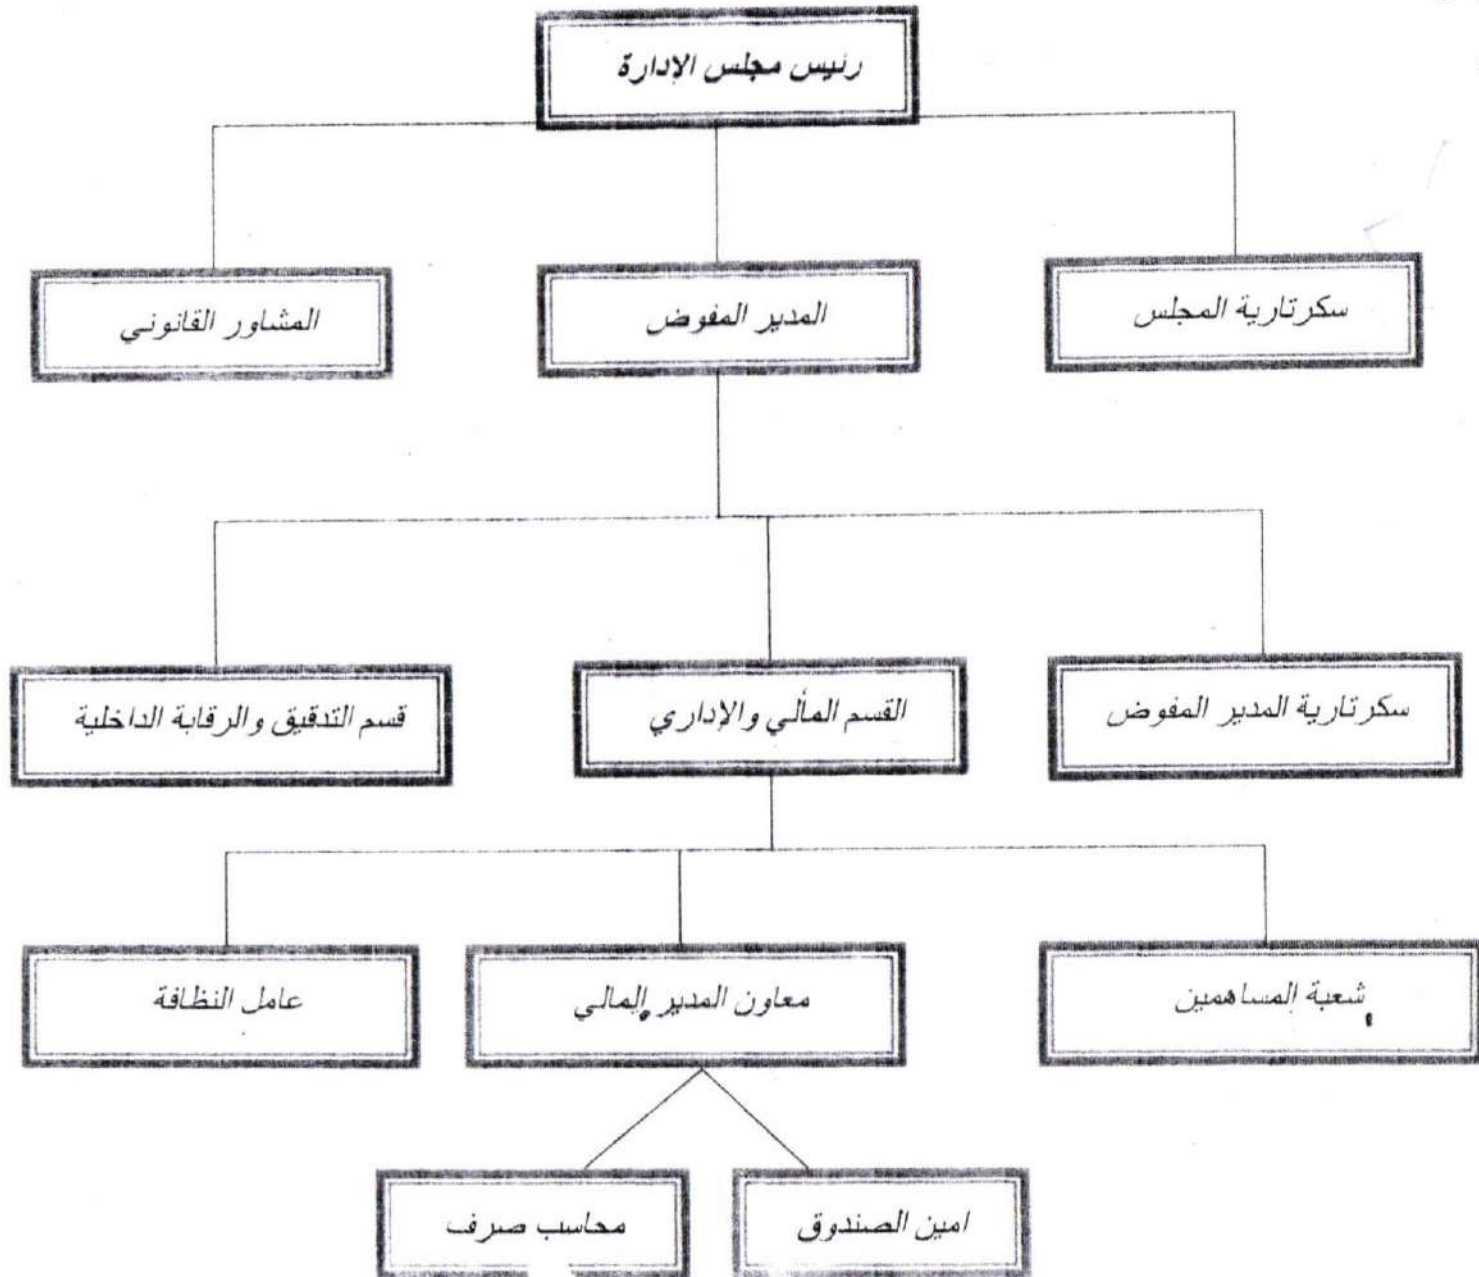 رئيس مجلس الإدارة
سكرتارية المجلس
المدير المفوض
المشاور القانوني
سكرتارية المدير المفوض
القسم المالي والإداري
قسم التدقيق والرقابة الداخلية
شعبة المساهمين
معاون المدير المالي
عامل النظافة
امين الصندوق
محاسب صرف